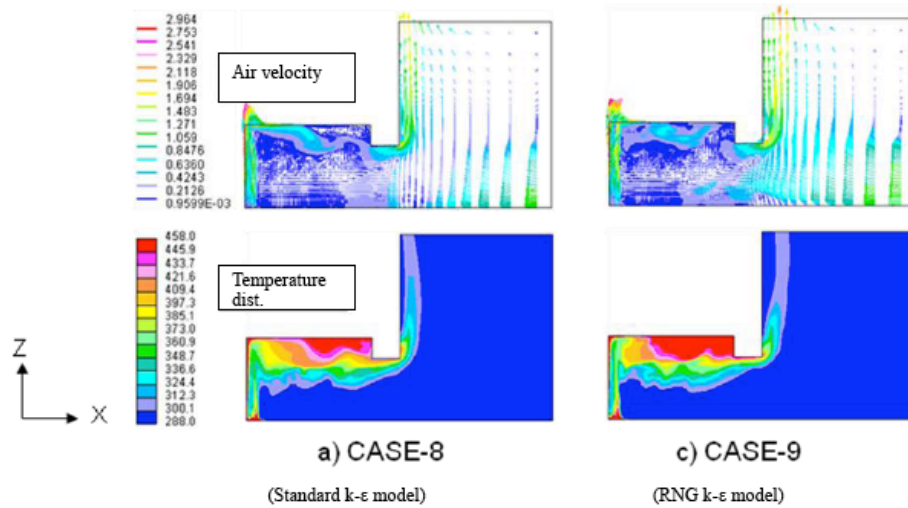 2.964
2.753
2.541
2.329
2.118
1.906
1.694
1.483
1.271
1.059
0.8476
0.6360
0.4243
0.2126
0.9599E-03
Air velocity
458.0
445.9
433.7
421.6
409.4
397.3
385.1
373.0
360.9
348.7
336.6
324.4
312.3
300.1
288.0
Temperature
dist.
Z
X
a) CASE-8
c) CASE-9
(Standard k-ε model)
(RNG k-ε model)